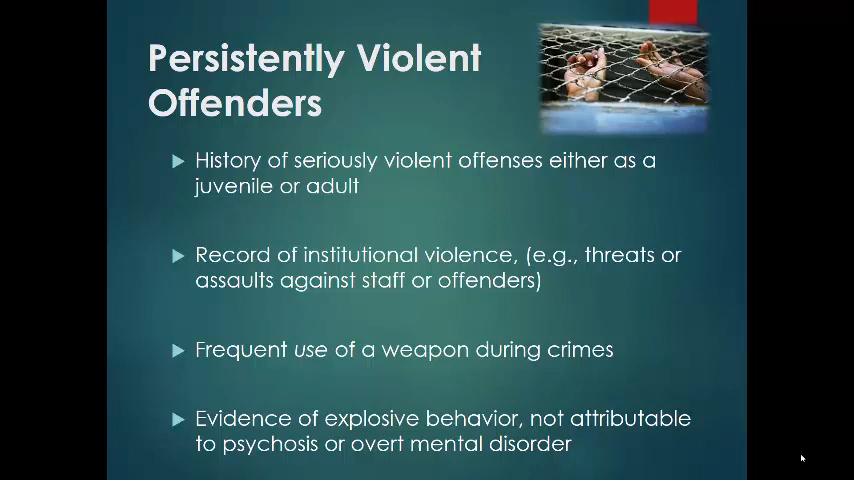 Persistently Violent
Offenders
History of seriously violent offenses either as a
juvenile or adult
Record of institutional violence, (e.g., threats or
assaults against staff or offenders)
Frequent use of a weapon during crimes
Evidence of explosive behavior, not attributable
to psychosis or overt mental disorder